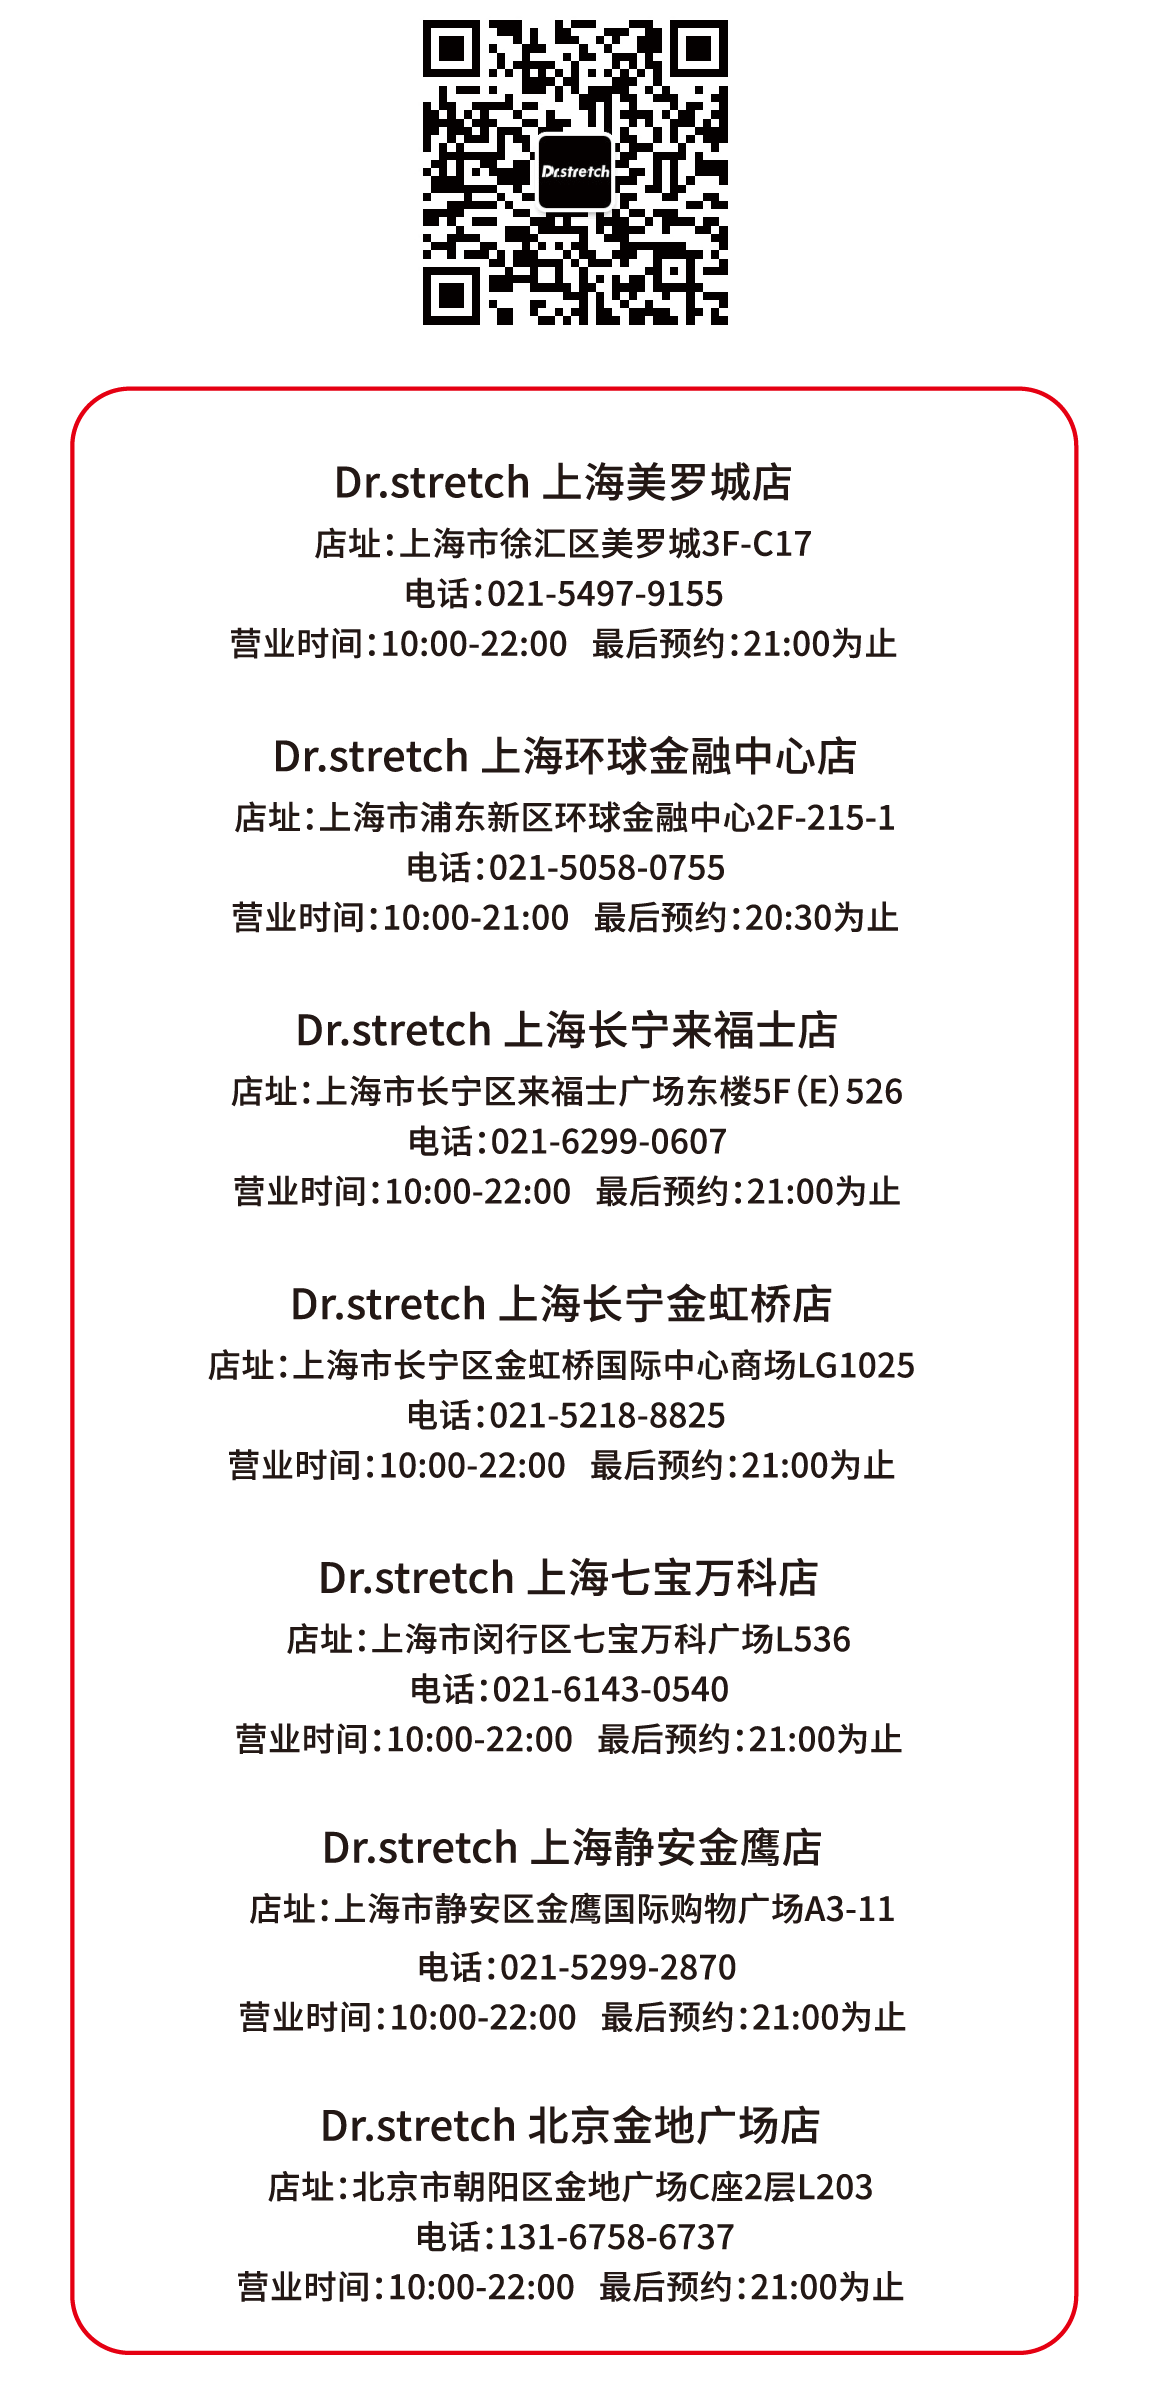 Dr.stretch
Dr.stretch 上海美罗城店
店址：上海市徐汇区美罗城3F-C17
电话：021-5497-9155
营业时间：10:00-22:00 最后预约：21:00为止
Dr.stretch 上海环球金融中心店
店址：上海市浦东新区环球金融中心2F-215-1
电话：021-5058-0755
营业时间：10:00-21:00 最后预约：20:30为止
Dr.stretch 上海长宁来福士店
店址：上海市长宁区来福士广场东楼5F（E）526
电话：021-6299-0607
营业时间：10:00-22:00 最后预约：21:00为止
Dr.stretch 上海长宁金虹桥店
店址：上海市长宁区金虹桥国际中心商场LG1025
电话：021-5218-8825
营业时间：10:00-22:00 最后预约：21:00为止
Dr.stretch 上海七宝万科店
店址：上海市闵行区七宝万科广场L536
电话：021-6143-0540
营业时间：10:00-22:00 最后预约：21:00为止
Dr.stretch 上海静安金鹰店
店址：上海市静安区金鹰国际购物广场A3-11
电话：021-5299-2870
营业时间：10:00-22:00 最后预约：21:00为止
Dr.stretch 北京金地广场店
店址：北京市朝阳区金地广场C座2层L203
电话：131-6758-6737
营业时间：10:00-22:00 最后预约：21:00为止